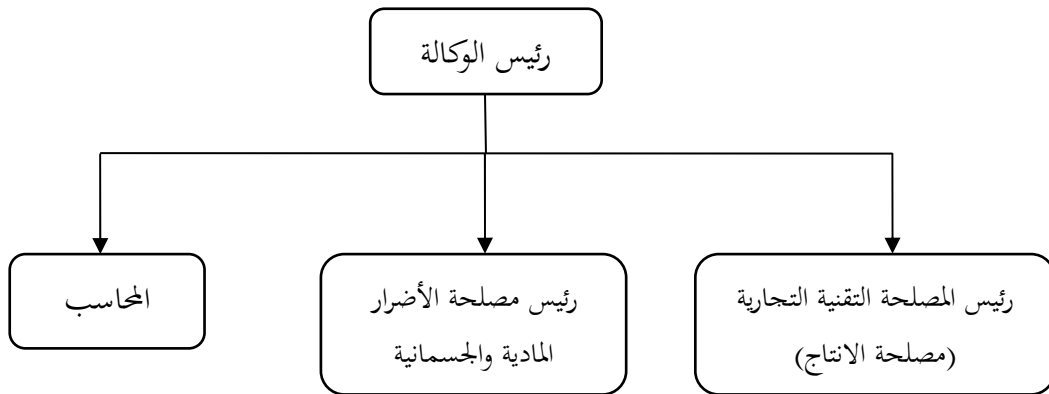 رئيس الوكالة
رئيس المصلحة التقنية التجارية
(مصلحة الانتاج)
رئيس مصلحة الأضرار
المادية والجسمانية
المحاسب